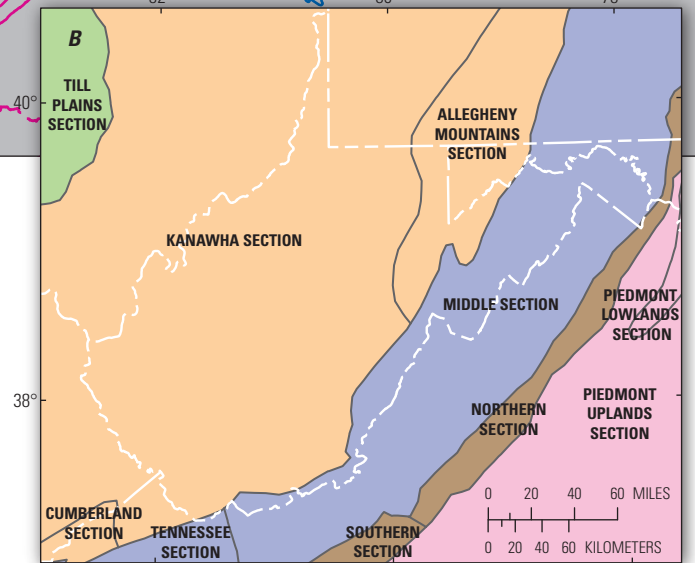 B
TILL
PLAINS
SECTION
40°
ALLEGHENY
MOUNTAINS
SECTION
KANAWHA SECTION
MIDDLE SECTION
PIEDMONT
LOWLANDS
SECTION
38°
NORTHERN
SECTION
PIEDMONT
UPLANDS
SECTION
0 20 40 60 MILES
0 20 40 60 KILOMETERS
CUMBERLAND
SECTION
TENNESSEE
SECTION
SOUTHERN
SECTION